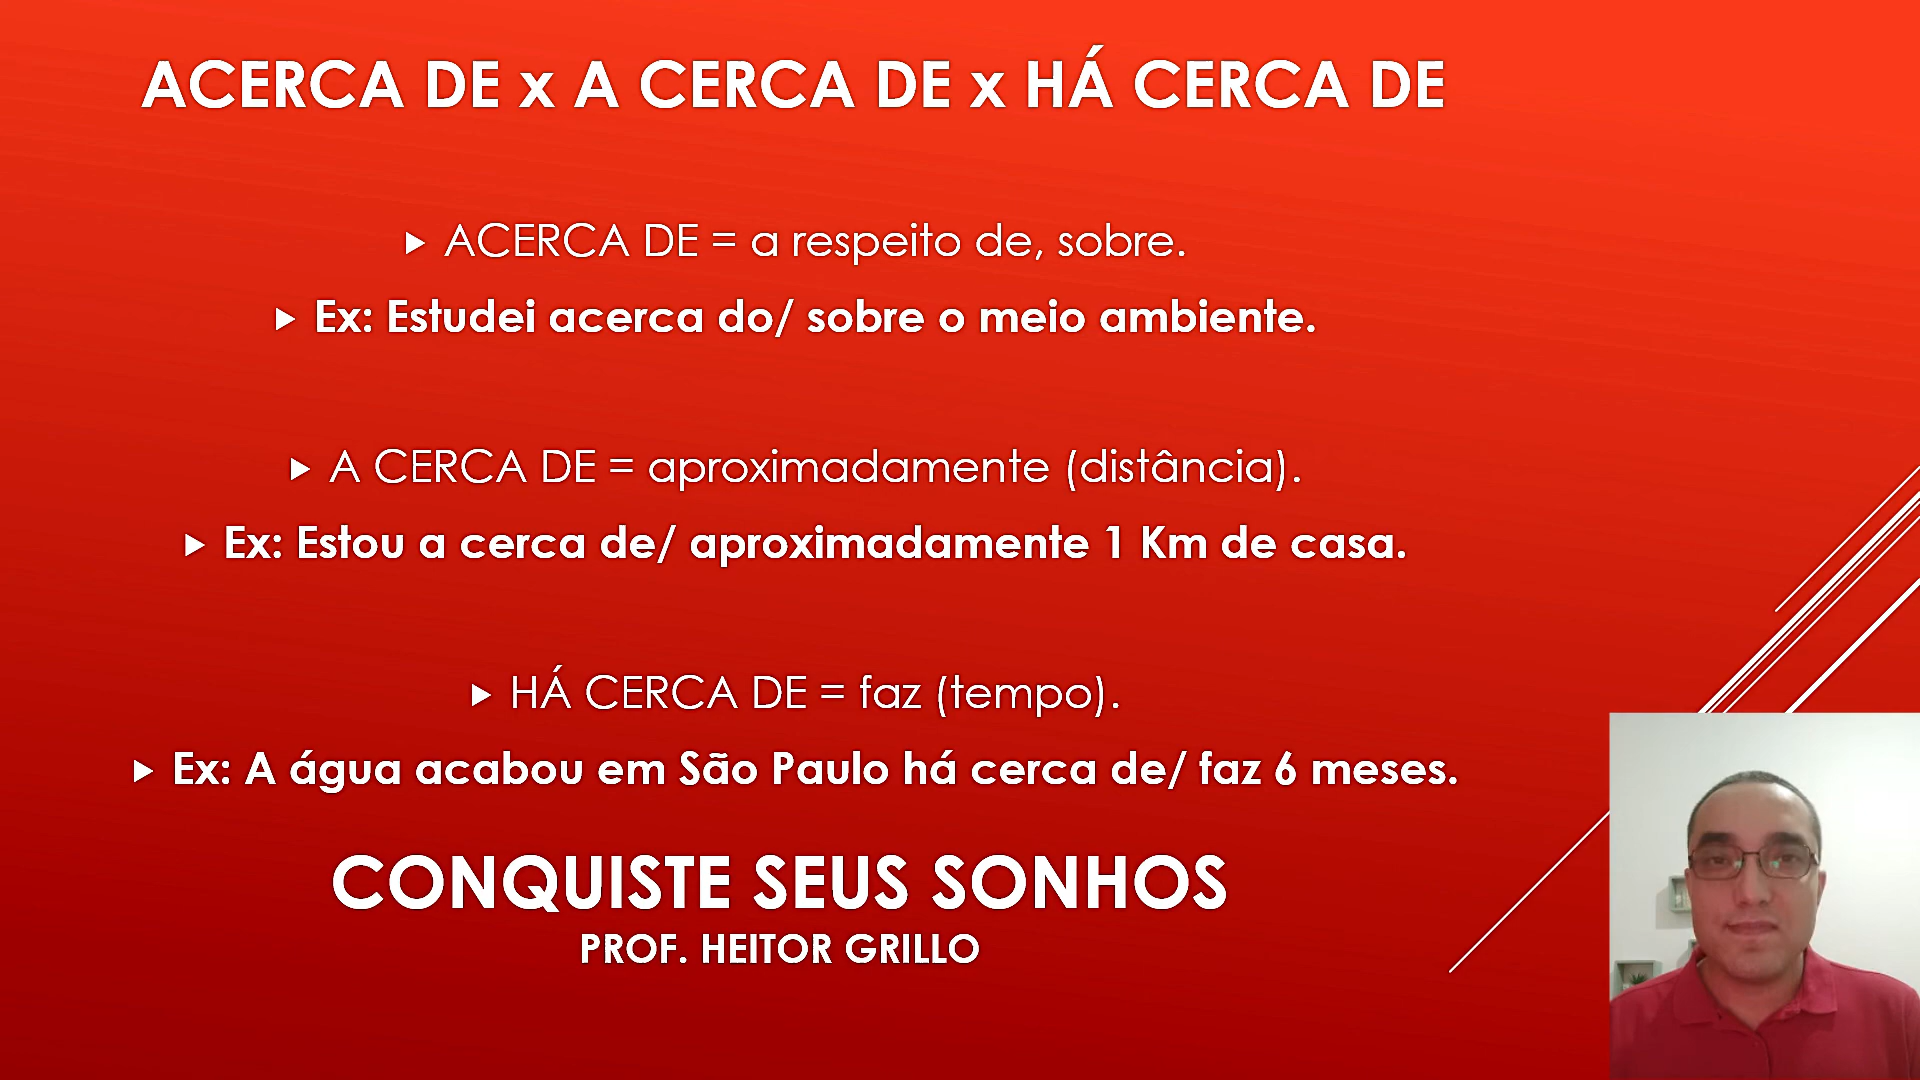 ACERCA DE x A CERCA DE x HÁ CERCA DE
ACERCA DE = a respeito de, sobre.
Ex: Estudei acerca do/ sobre o meio ambiente.
A CERCA DE = aproximadamente (distância).
Ex: Estou a cerca de/ aproximadamente 1 Km de casa.
HÁ CERCA DE = faz (tempo).
Ex: A água acabou em São Paulo há cerca de/ faz 6 meses.
CONQUISTE SEUS SONHOS
PROF. HEITOR GRILLO